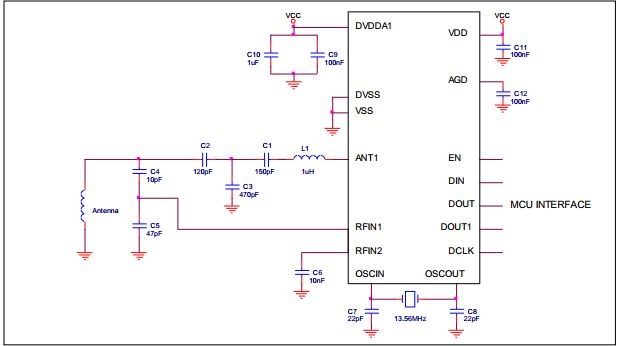 VCC
VCC
DVDDA1
VDD
C10
1uF
C9
100nF
C11
100nF
AGD
DVSS
VSS
C12
100nF
C2
120pF
C1
150pF
L1
1uH
ANT1
EN
C4
10pF
C3
470pF
DIN
Antenna
DOUT
MCU INTERFACE
C5
47pF
RFIN1
DOUT1
RFIN2
DCLK
C6
10nF
OSCIN
OSCOUT
C7
22pF
13.56MHz
C8
22pF